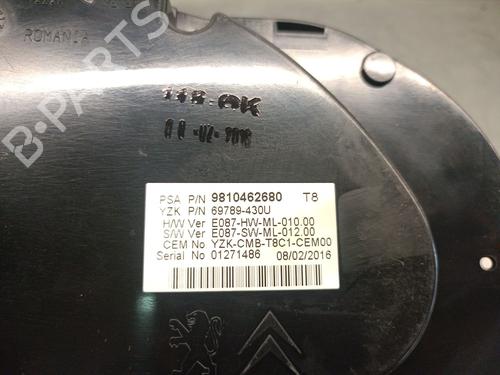 ROMANIA
B-PARTS
PSA P/N 9810462680 T8
YZK P/N 69789-430U
H/W Ver E087-HW-ML-010.00
S/W Ver E087-SW-ML-012.00
CEM No YZK-CMB-T8C1-CEM00
Serial No 01271486 08/02/2016